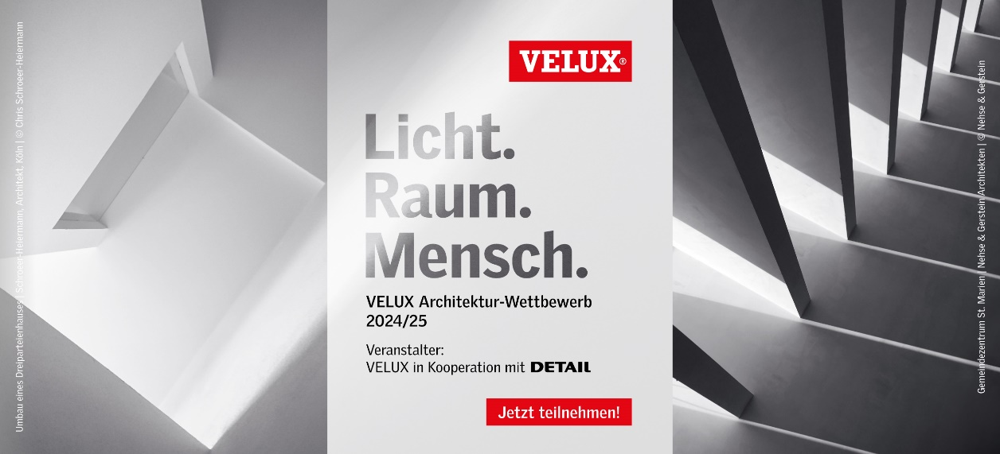 Umbau eines Dreiparteienhauses | Schroeer-Heiermann, Architekt, Köln | © Chris Schroeer-Heiermann
VELUX®
Licht.
Raum.
Mensch.
VELUX Architektur-Wettbewerb
2024/25
Veranstalter:
VELUX in Kooperation mit DETAIL
Jetzt teilnehmen!
Gemeindezentrum St. Marien | Nehse & Gerstein Architekten | © Nehse & Gerstein